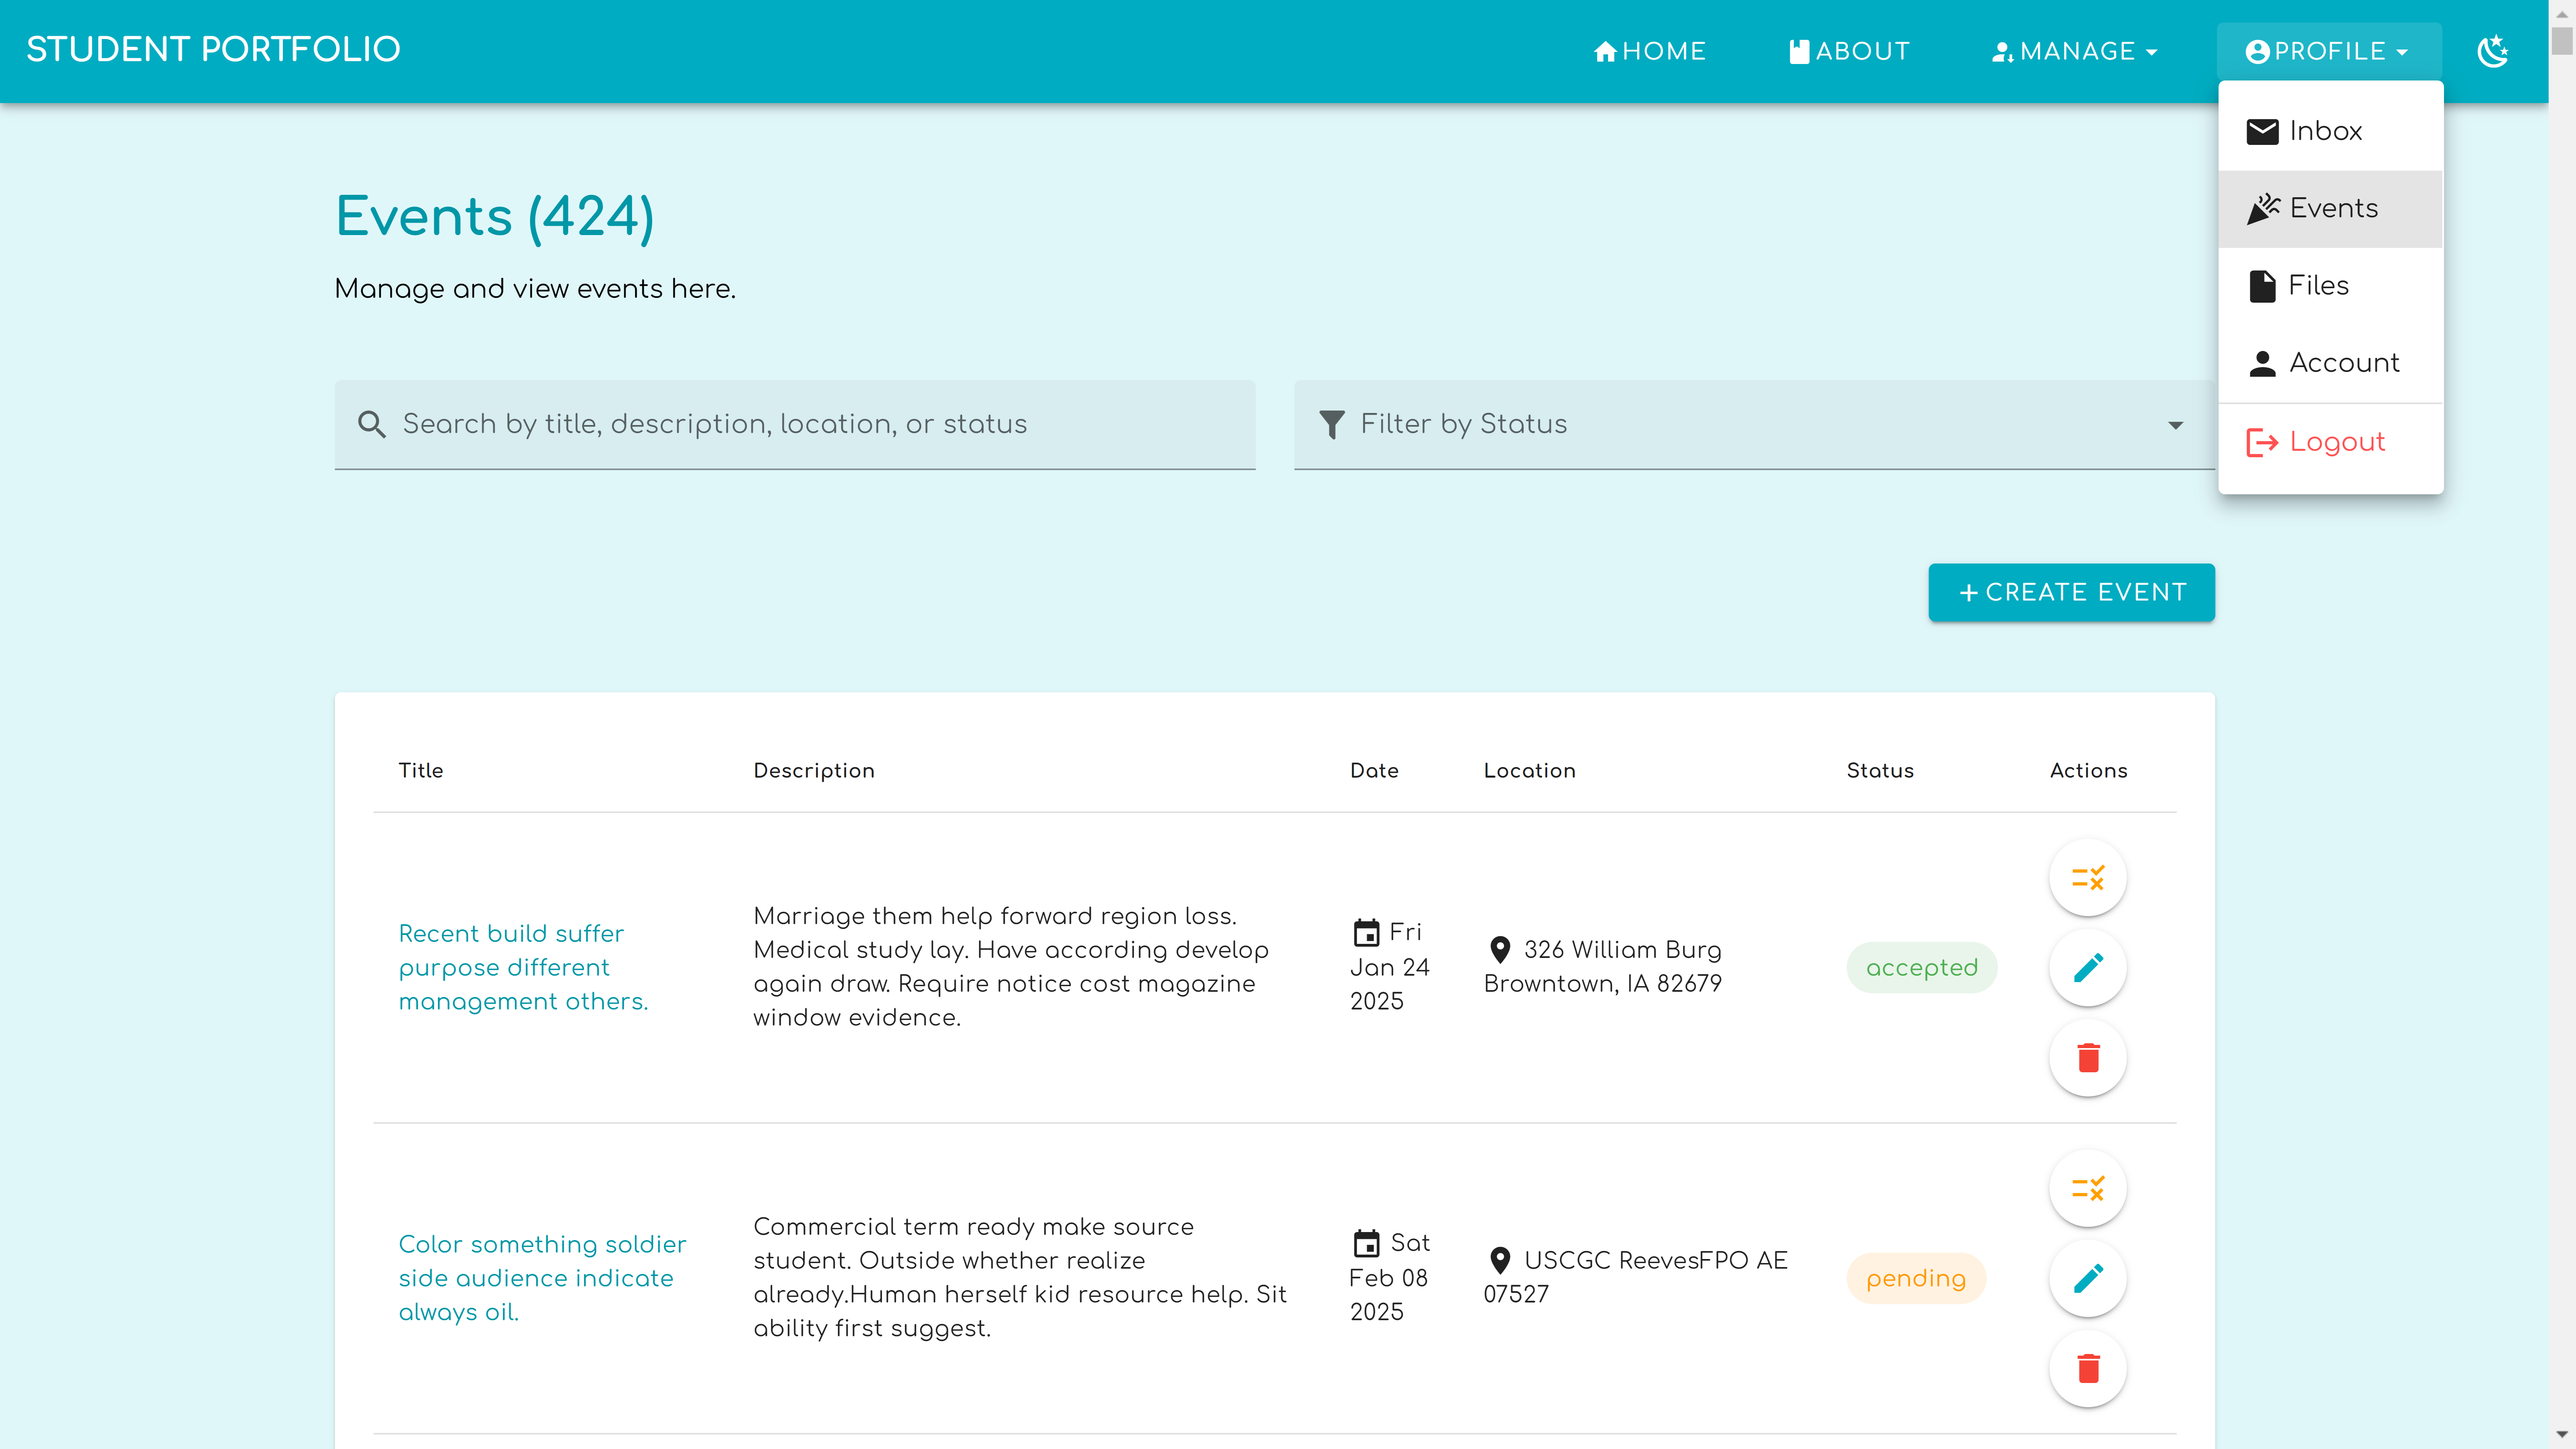 STUDENT PORTFOLIO
HOME
ABOUT
MANAGE
PROFILE
Inbox
Events
Files
Account
Logout
Events (424)
Manage and view events here.
Search by title, description, location, or status
Filter by Status
+ CREATE EVENT
Title
Description
Date
Location
Status
Actions
Recent build suffer
purpose different
management others.
Marriage them help forward region loss.
Medical study lay. Have according develop
again draw. Require notice cost magazine
window evidence.
Fri
Jan 24
2025
326 William Burg
Browntown, IA 82679
accepted
Color something soldier
side audience indicate
always oil.
Commercial term ready make source
student. Outside whether realize
already.Human herself kid resource help. Sit
ability first suggest.
Sat
Feb 08
2025
USCGC ReevesFPO AE
07527
pending